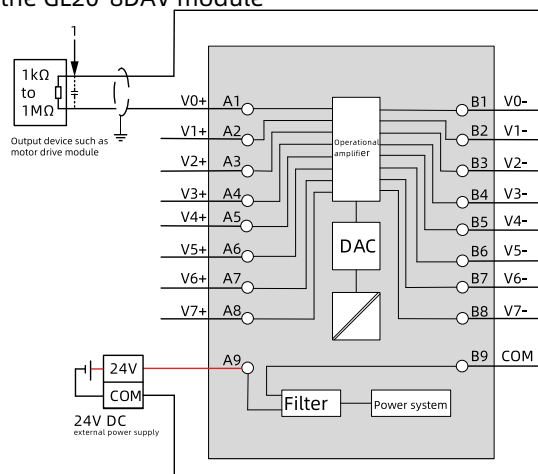 the GL20-8DAV module
1
1kΩ
to
1MΩ
Output device such as
motor drive module
V0+ A1
V1+ A2
V2+ A3
V3+ A4
V4+ A5
V5+ A6
V6+ A7
V7+ A8
A9
Operational
amplifier
DAC
B1 V0-
B2 V1-
B3 V2-
B4 V3-
B5 V4-
B6 V5-
B7 V6-
B8 V7-
B9 COM
24V
COM
24V DC
external power supply
Filter
Power system